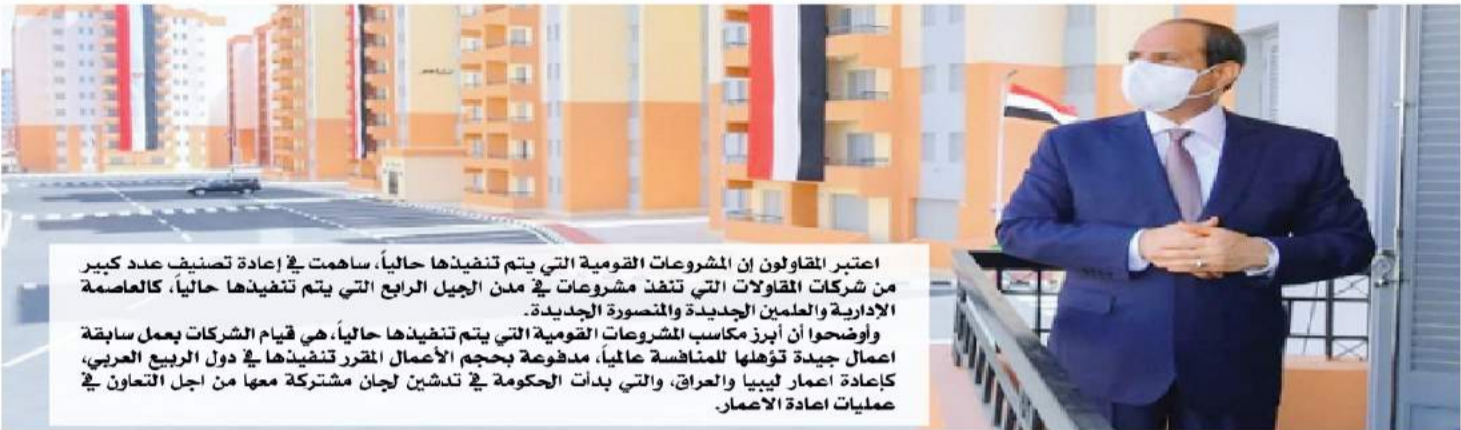 اعتبر المقاولون إن المشروعات القومية التي يتم تنفيذها حالياً، ساهمت في إعادة تصنيف عدد كبير
من شركات المقاولات التي تنفذ مشروعات في مدن الجيل الرابع التي يتم تنفيذها حالياً، كالعاصمة
الإدارية والعلمين الجديدة والمنصورة الجديدة.
وأوضحوا أن أبرز مكاسب المشروعات القومية التي يتم تنفيذها حالياً، هي قيام الشركات بعمل سابقة
اعمال جيدة تؤهلها للمنافسة عالمياً، مدفوعة بحجم الأعمال المقرر تنفيذها في دول الربيع العربي،
كإعادة اعمار ليبيا والعراق، والتي بدأت الحكومة في تدشين لجان مشتركة معها من اجل التعاون في
عمليات اعادة الاعمار.